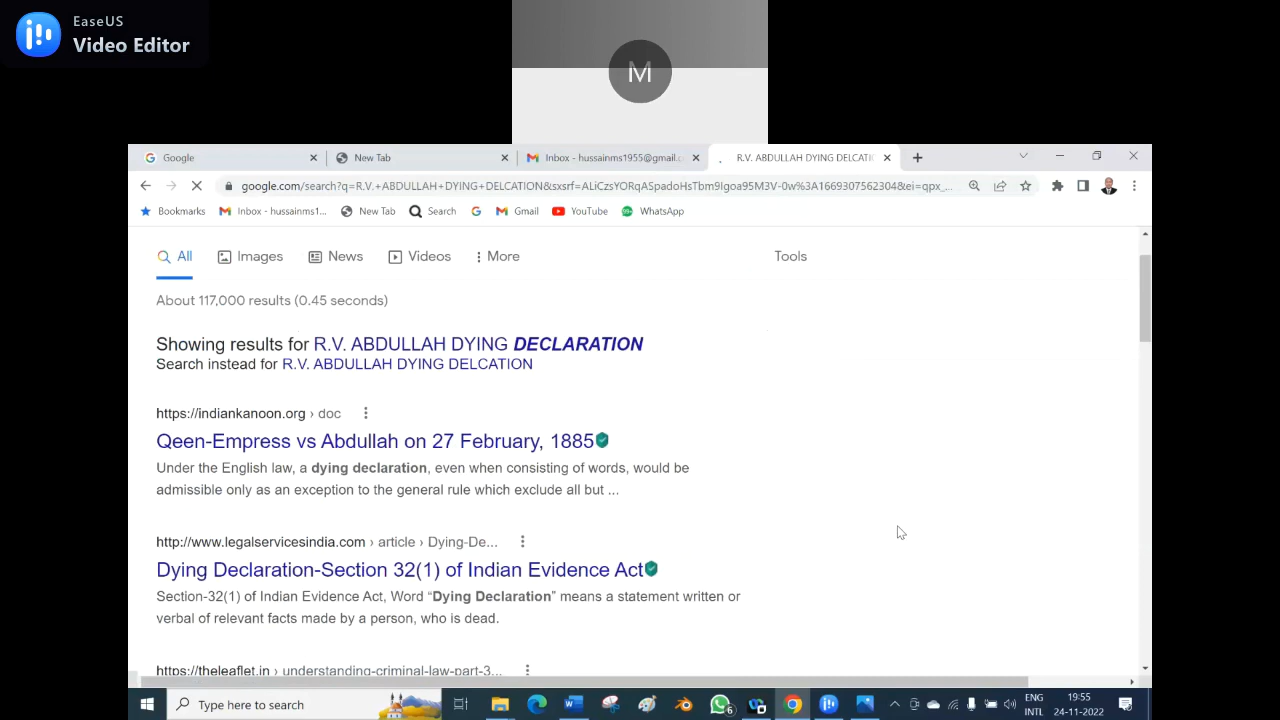 EaseUS
Video Editor
M
Google
New Tab
Inbox - hussainms1955@gmail.c
R.V. ABDULLAH DYING DELCATIO
google.com/search?q=R.V.+ABDULLAH+DYING+DELCATION&sxsrf=ALiCzsYORqASpadoHsTbm9Igoa95M3V-0w%3A1669307562304&ei=qpx_...
Bookmarks
Inbox - hussainms1...
New Tab
Search
Gmail
YouTube
WhatsApp
All
Images
News
Videos
More
Tools
About 117,000 results (0.45 seconds)
Showing results for R.V. ABDULLAH DYING DECLARATION
Search instead for R.V. ABDULLAH DYING DELCATION
https://indiankanoon.org › doc
Qeen-Empress vs Abdullah on 27 February, 1885
Under the English law, a dying declaration, even when consisting of words, would be
admissible only as an exception to the general rule which exclude all but ...
http://www.legalservicesindia.com › article › Dying-De...
Dying Declaration-Section 32(1) of Indian Evidence Act
Section-32(1) of Indian Evidence Act, Word “Dying Declaration” means a statement written or
verbal of relevant facts made by a person, who is dead.
https://theleaflet.in › understanding-criminal-law-part-3...
Type here to search
6
ENG
INTL
19:55
24-11-2022